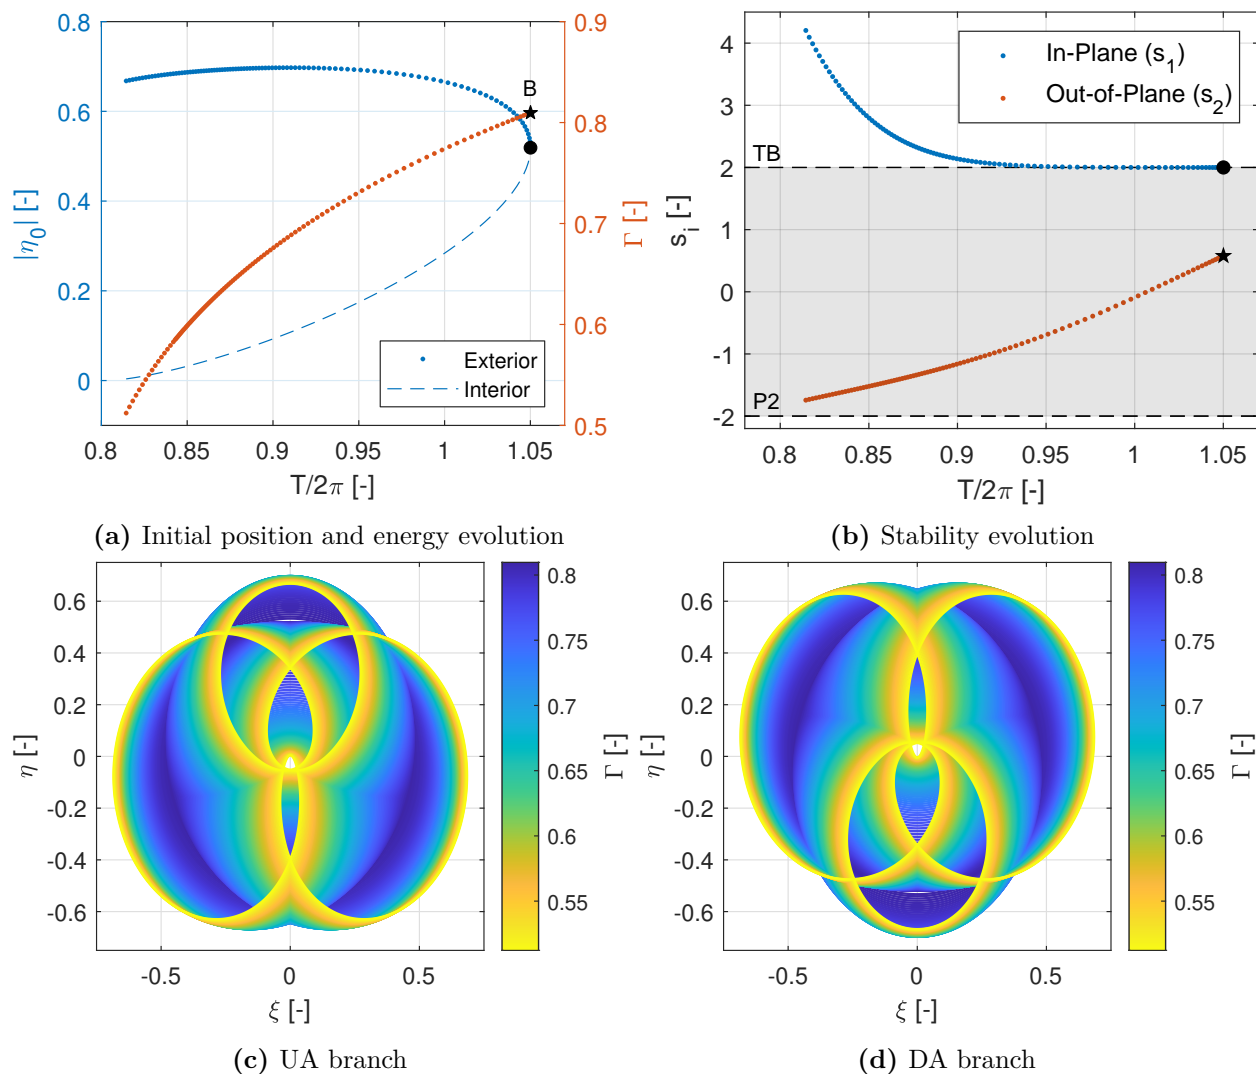 0.8
0.6
0.4
0.2
0
|η₀| [-]
0.9
0.8
0.7
0.6
0.5
Γ [-]
B
Exterior
Interior
0.8 0.85 0.9 0.95 1 1.05
T/2π [-]
(a) Initial position and energy evolution
4
3
2
1
0
-1
-2
s_i [-]
In-Plane (s₁)
Out-of-Plane (s₂)
TB
P2
0.8 0.85 0.9 0.95 1 1.05
T/2π [-]
(b) Stability evolution
0.6
0.4
0.2
0
-0.2
-0.4
-0.6
η [-]
-0.5 0 0.5
ξ [-]
0.8
0.75
0.7
0.65
0.6
0.55
Γ [-]
(c) UA branch
0.6
0.4
0.2
0
-0.2
-0.4
-0.6
η [-]
-0.5 0 0.5
ξ [-]
0.8
0.75
0.7
0.65
0.6
0.55
Γ [-]
(d) DA branch